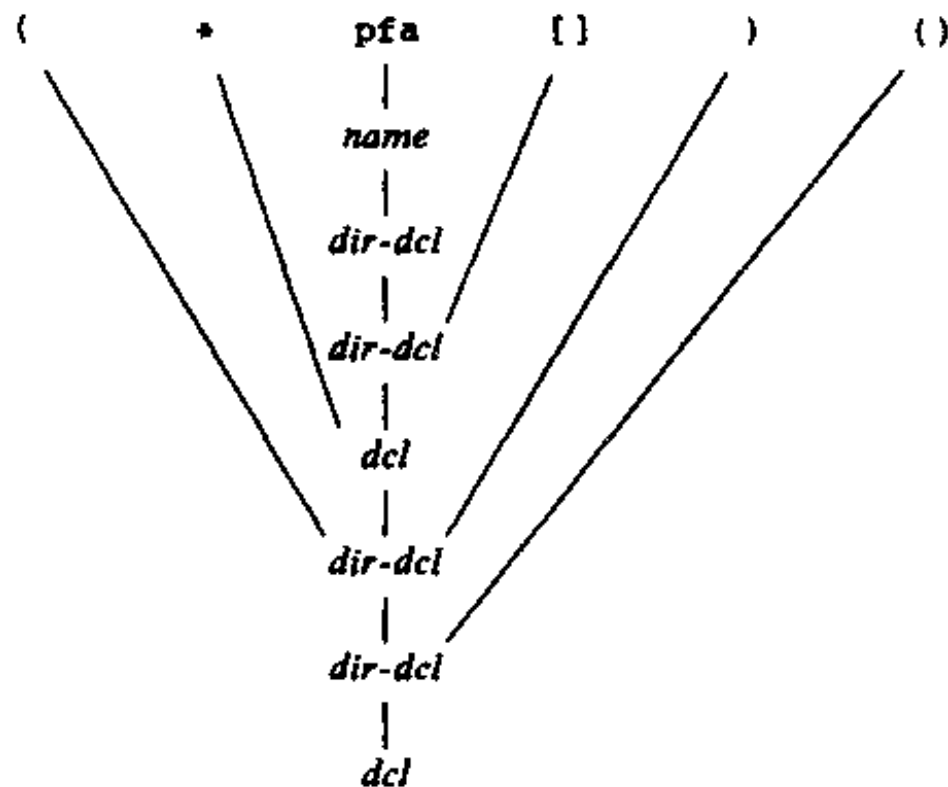 ( * pfa [] ) ()
name
dir-dcl
dir-dcl
dcl
dir-dcl
dir-dcl
dcl